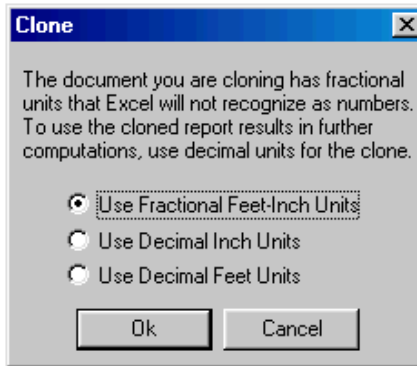 Clone
The document you are cloning has fractional
units that Excel will not recognize as numbers.
To use the cloned report results in further
computations, use decimal units for the clone.
Use Fractional Feet-Inch Units
Use Decimal Inch Units
Use Decimal Feet Units
Ok Cancel